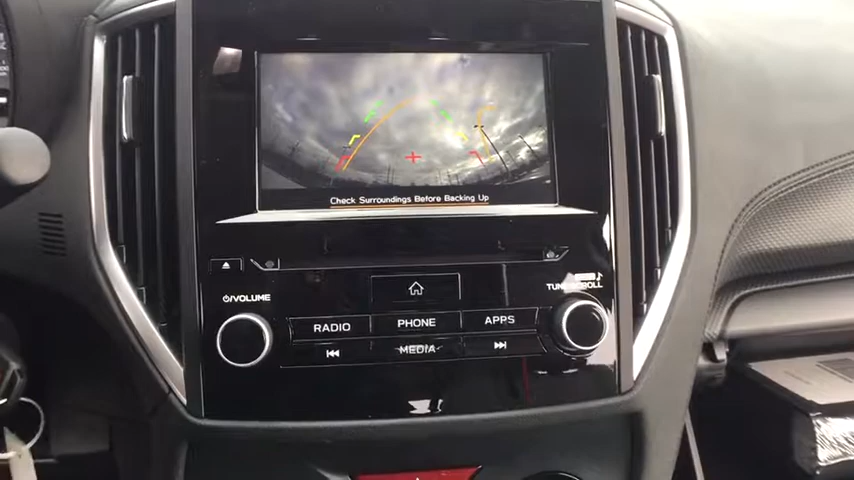 Check Surroundings Before Backing Up
VOLUME
TUNE/SCROLL
RADIO
PHONE
APPS
MEDIA